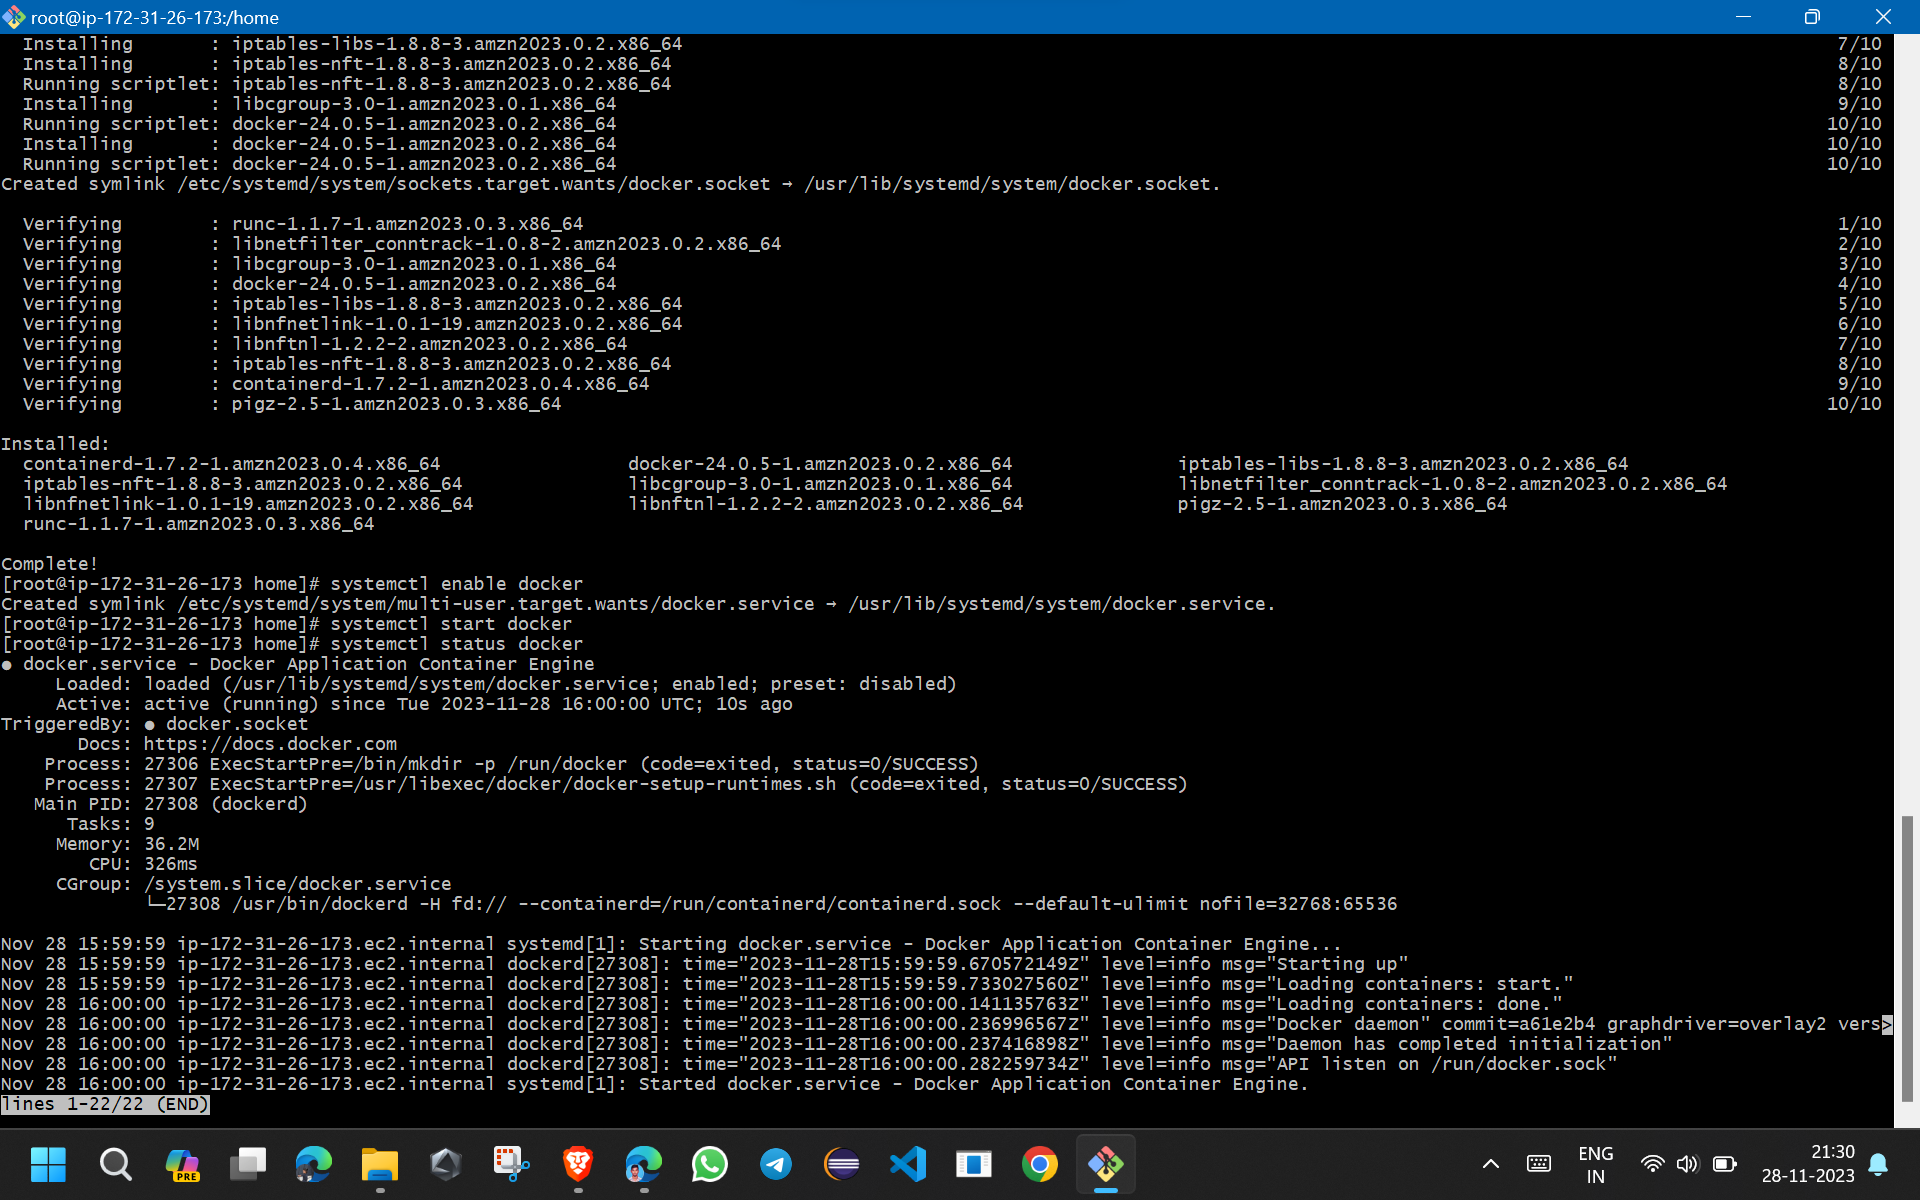 root@ip-172-31-26-173:/home
  Installing       : iptables-libs-1.8.8-3.amzn2023.0.2.x86_64 7/10
  Installing       : iptables-nft-1.8.8-3.amzn2023.0.2.x86_64 8/10
  Running scriptlet: iptables-nft-1.8.8-3.amzn2023.0.2.x86_64 8/10
  Installing       : libcgroup-3.0-1.amzn2023.0.1.x86_64 9/10
  Running scriptlet: docker-24.0.5-1.amzn2023.0.2.x86_64 10/10
  Installing       : docker-24.0.5-1.amzn2023.0.2.x86_64 10/10
  Running scriptlet: docker-24.0.5-1.amzn2023.0.2.x86_64 10/10
Created symlink /etc/systemd/system/sockets.target.wants/docker.socket → /usr/lib/systemd/system/docker.socket.
  Verifying        : runc-1.1.7-1.amzn2023.0.3.x86_64 1/10
  Verifying        : libnetfilter_conntrack-1.0.8-2.amzn2023.0.2.x86_64 2/10
  Verifying        : libcgroup-3.0-1.amzn2023.0.1.x86_64 3/10
  Verifying        : docker-24.0.5-1.amzn2023.0.2.x86_64 4/10
  Verifying        : iptables-libs-1.8.8-3.amzn2023.0.2.x86_64 5/10
  Verifying        : libnfnetlink-1.0.1-19.amzn2023.0.2.x86_64 6/10
  Verifying        : libnftnl-1.2.2-2.amzn2023.0.2.x86_64 7/10
  Verifying        : iptables-nft-1.8.8-3.amzn2023.0.2.x86_64 8/10
  Verifying        : containerd-1.7.2-1.amzn2023.0.4.x86_64 9/10
  Verifying        : pigz-2.5-1.amzn2023.0.3.x86_64 10/10
Installed:
  containerd-1.7.2-1.amzn2023.0.4.x86_64 docker-24.0.5-1.amzn2023.0.2.x86_64 iptables-libs-1.8.8-3.amzn2023.0.2.x86_64
  iptables-nft-1.8.8-3.amzn2023.0.2.x86_64 libcgroup-3.0-1.amzn2023.0.1.x86_64 libnetfilter_conntrack-1.0.8-2.amzn2023.0.2.x86_64
  libnfnetlink-1.0.1-19.amzn2023.0.2.x86_64 libnftnl-1.2.2-2.amzn2023.0.2.x86_64 pigz-2.5-1.amzn2023.0.3.x86_64
  runc-1.1.7-1.amzn2023.0.3.x86_64
Complete!
[root@ip-172-31-26-173 home]# systemctl enable docker
Created symlink /etc/systemd/system/multi-user.target.wants/docker.service → /usr/lib/systemd/system/docker.service.
[root@ip-172-31-26-173 home]# systemctl start docker
[root@ip-172-31-26-173 home]# systemctl status docker
● docker.service - Docker Application Container Engine
     Loaded: loaded (/usr/lib/systemd/system/docker.service; enabled; preset: disabled)
     Active: active (running) since Tue 2023-11-28 16:00:00 UTC; 10s ago
TriggeredBy: ● docker.socket
       Docs: https://docs.docker.com
    Process: 27306 ExecStartPre=/bin/mkdir -p /run/docker (code=exited, status=0/SUCCESS)
    Process: 27307 ExecStartPre=/usr/libexec/docker/docker-setup-runtimes.sh (code=exited, status=0/SUCCESS)
   Main PID: 27308 (dockerd)
      Tasks: 9
     Memory: 36.2M
        CPU: 326ms
     CGroup: /system.slice/docker.service
             └─27308 /usr/bin/dockerd -H fd:// --containerd=/run/containerd/containerd.sock --default-ulimit nofile=32768:65536
Nov 28 15:59:59 ip-172-31-26-173.ec2.internal systemd[1]: Starting docker.service - Docker Application Container Engine...
Nov 28 15:59:59 ip-172-31-26-173.ec2.internal dockerd[27308]: time="2023-11-28T15:59:59.670572149Z" level=info msg="Starting up"
Nov 28 15:59:59 ip-172-31-26-173.ec2.internal dockerd[27308]: time="2023-11-28T15:59:59.733027560Z" level=info msg="Loading containers: start."
Nov 28 16:00:00 ip-172-31-26-173.ec2.internal dockerd[27308]: time="2023-11-28T16:00:00.141135763Z" level=info msg="Loading containers: done."
Nov 28 16:00:00 ip-172-31-26-173.ec2.internal dockerd[27308]: time="2023-11-28T16:00:00.236996567Z" level=info msg="Docker daemon" commit=a61e2b4 graphdriver=overlay2 vers>
Nov 28 16:00:00 ip-172-31-26-173.ec2.internal dockerd[27308]: time="2023-11-28T16:00:00.237416898Z" level=info msg="Daemon has completed initialization"
Nov 28 16:00:00 ip-172-31-26-173.ec2.internal dockerd[27308]: time="2023-11-28T16:00:00.282259734Z" level=info msg="API listen on /run/docker.sock"
Nov 28 16:00:00 ip-172-31-26-173.ec2.internal systemd[1]: Started docker.service - Docker Application Container Engine.
lines 1-22/22 (END)
PRE
ENG
IN
21:30
28-11-2023